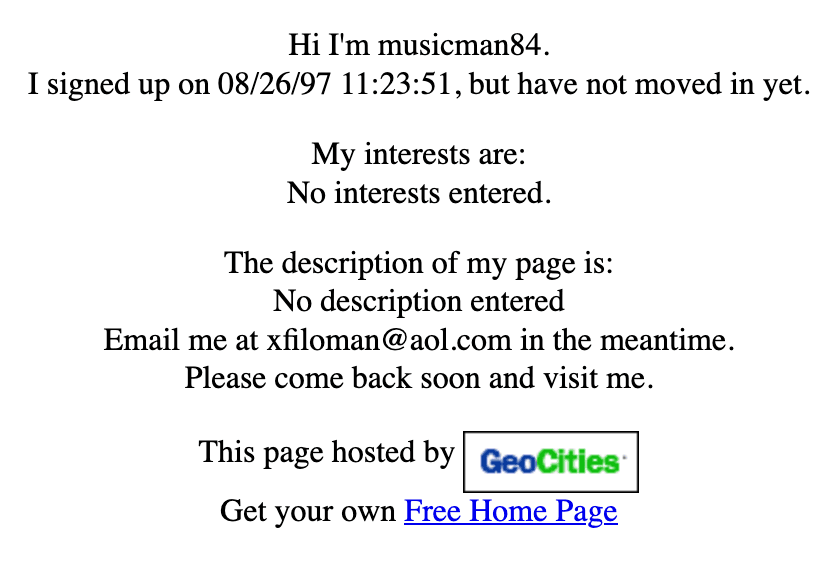 Hi I'm musicman84.
I signed up on 08/26/97 11:23:51, but have not moved in yet.
My interests are:
No interests entered.
The description of my page is:
No description entered
Email me at xfiloman@aol.com in the meantime.
Please come back soon and visit me.
This page hosted by GeoCities
Get your own Free Home Page